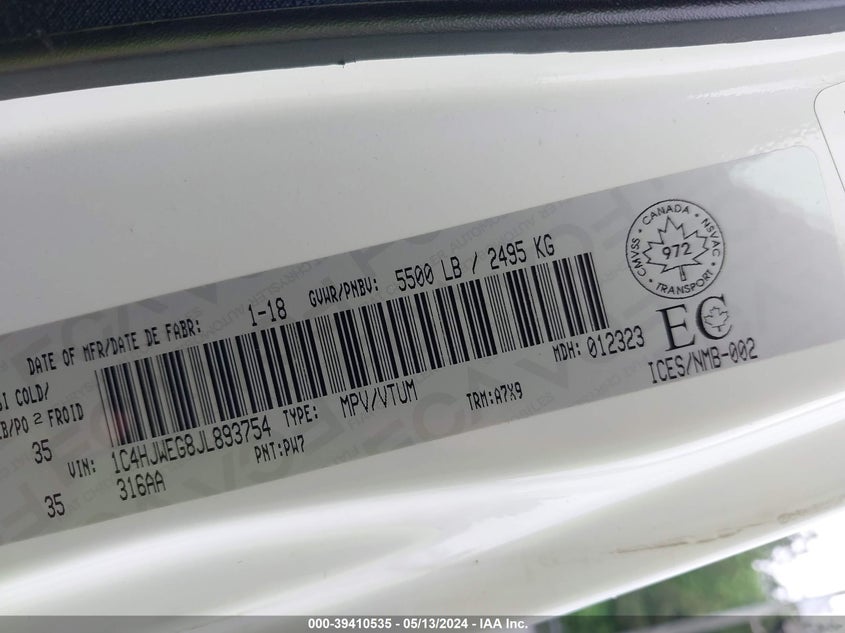 DATE OF MFR/DATE DE FABR: 1-18 GVWR/PNBV: 5500 LB / 2495 KG
SI COLD/
LB/PO 2 FROID
35 VIN: 1C4HJWEG8JL893754 TYPE: MPV/VTUM MDH: 012323
35 316AA PNT:PW7 TRM:A7X9
CMVSS · CANADA · NSVAC
972
TRANSPORT
EC
ICES/NMB-002
000-39410535 - 05/13/2024 - IAA Inc.